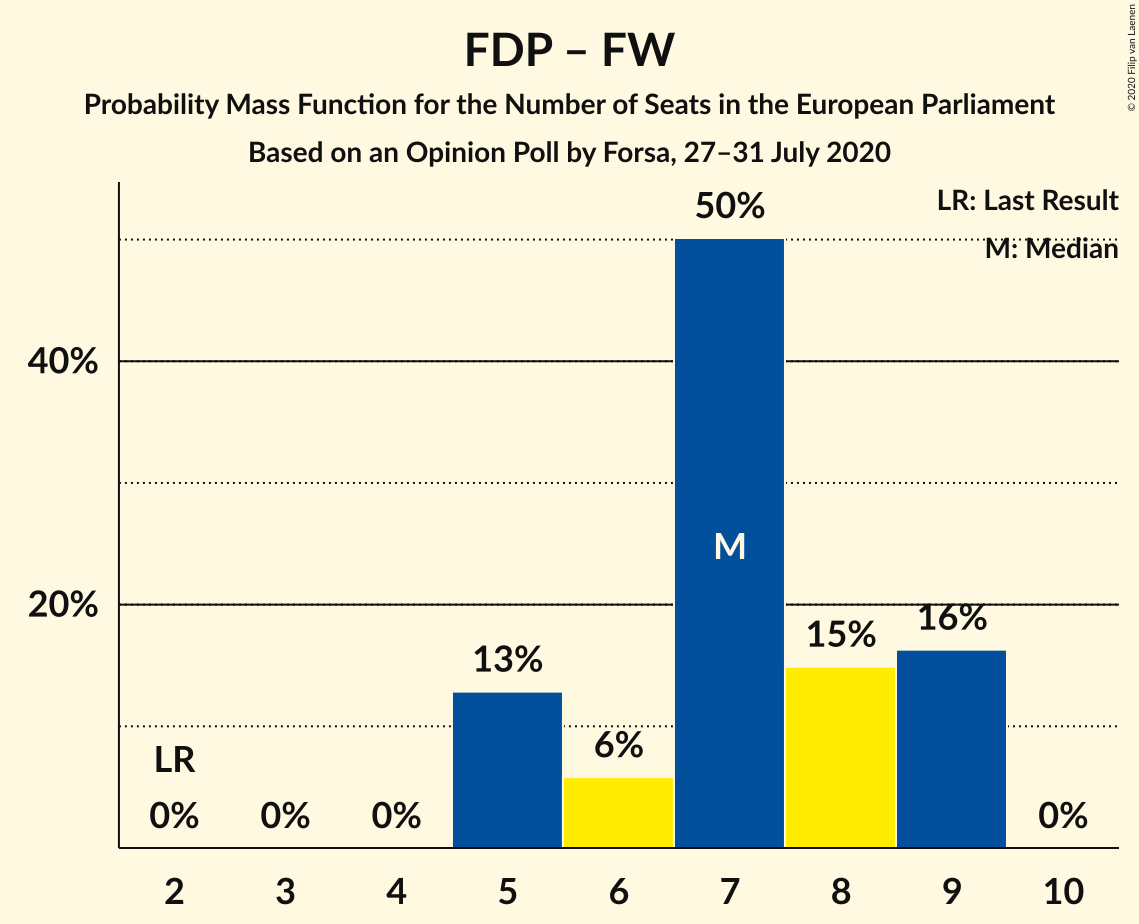 FDP – FW
Probability Mass Function for the Number of Seats in the European Parliament
Based on an Opinion Poll by Forsa, 27–31 July 2020
© 2020 Filip van Laenen
LR: Last Result
M: Median
50%
40%
M
20%
16%
15%
13%
6%
LR
0% 0% 0% 0%
2 3 4 5 6 7 8 9 10